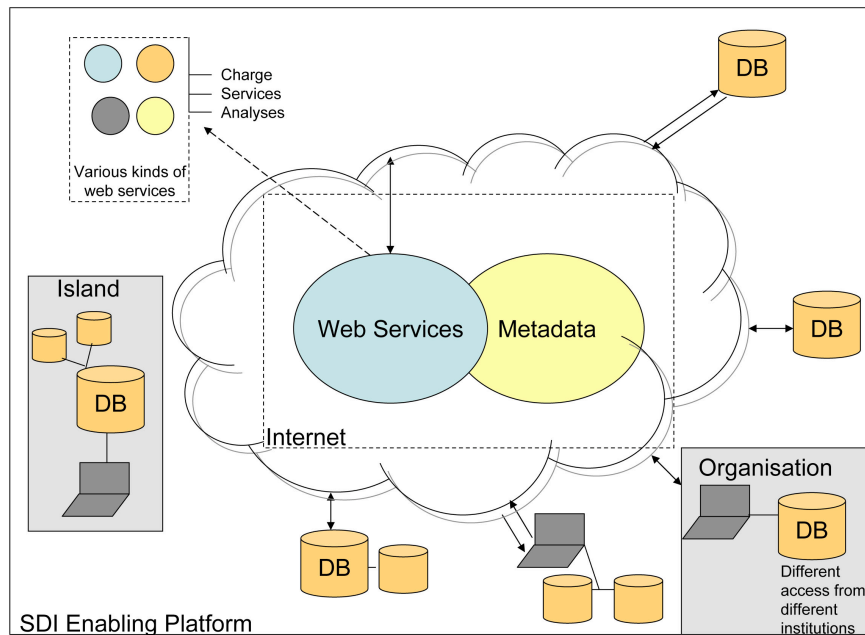 Charge
Services
Analyses
Various kinds of
web services
DB
Island
DB
Web Services
Metadata
DB
Internet
Organisation
DB
Different
access from
different
institutions
DB
SDI Enabling Platform